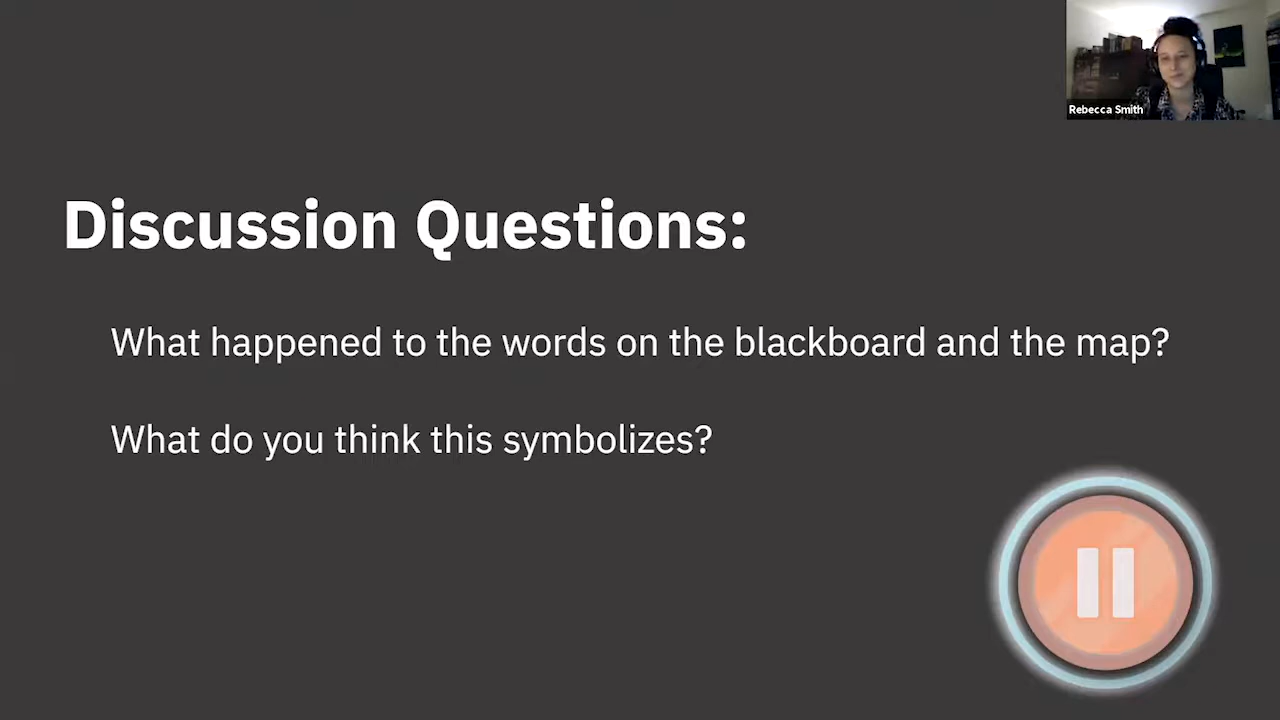 Rebecca Smith
Discussion Questions:
What happened to the words on the blackboard and the map?
What do you think this symbolizes?